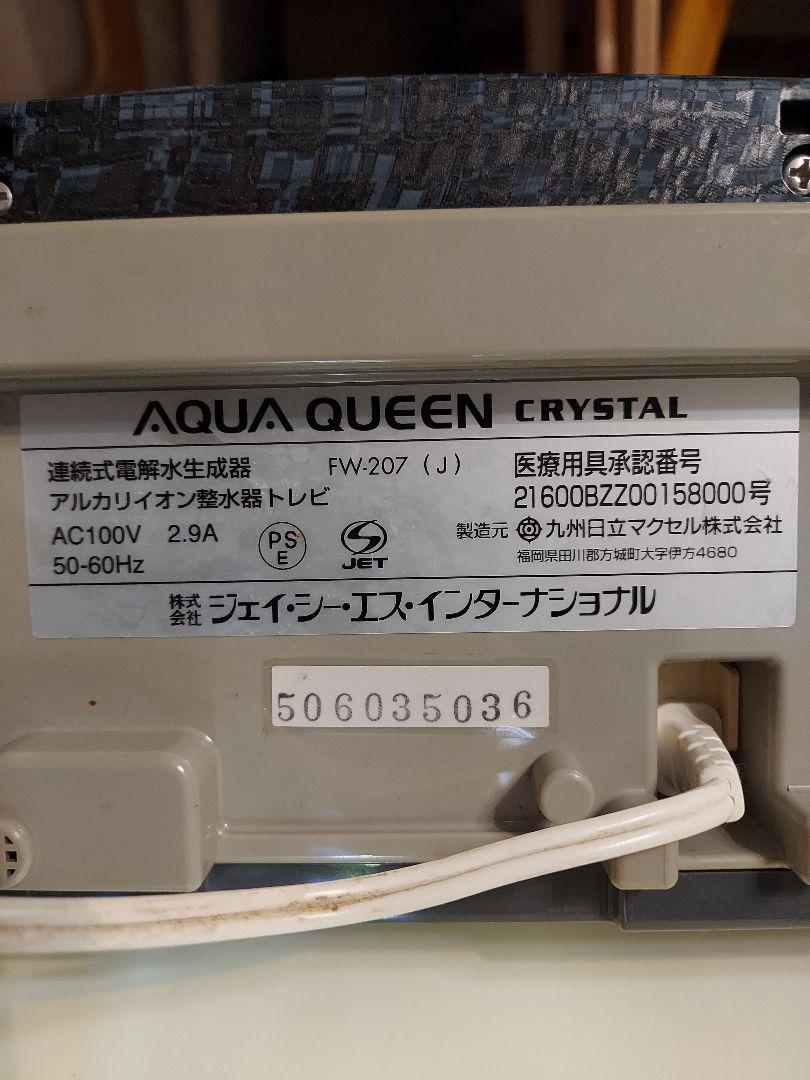 AQUA QUEEN CRYSTAL
連続式電解水生成器 FW-207 (J)
アルカリイオン整水器トレビ
AC100V 2.9A
50-60Hz
PS
E
JET
医療用具承認番号
21600BZZ00158000号
製造元 九州日立マクセル株式会社
福岡県田川郡方城町大字伊方4680
株式会社 ジェイ・シー・エス・インターナショナル
506035036